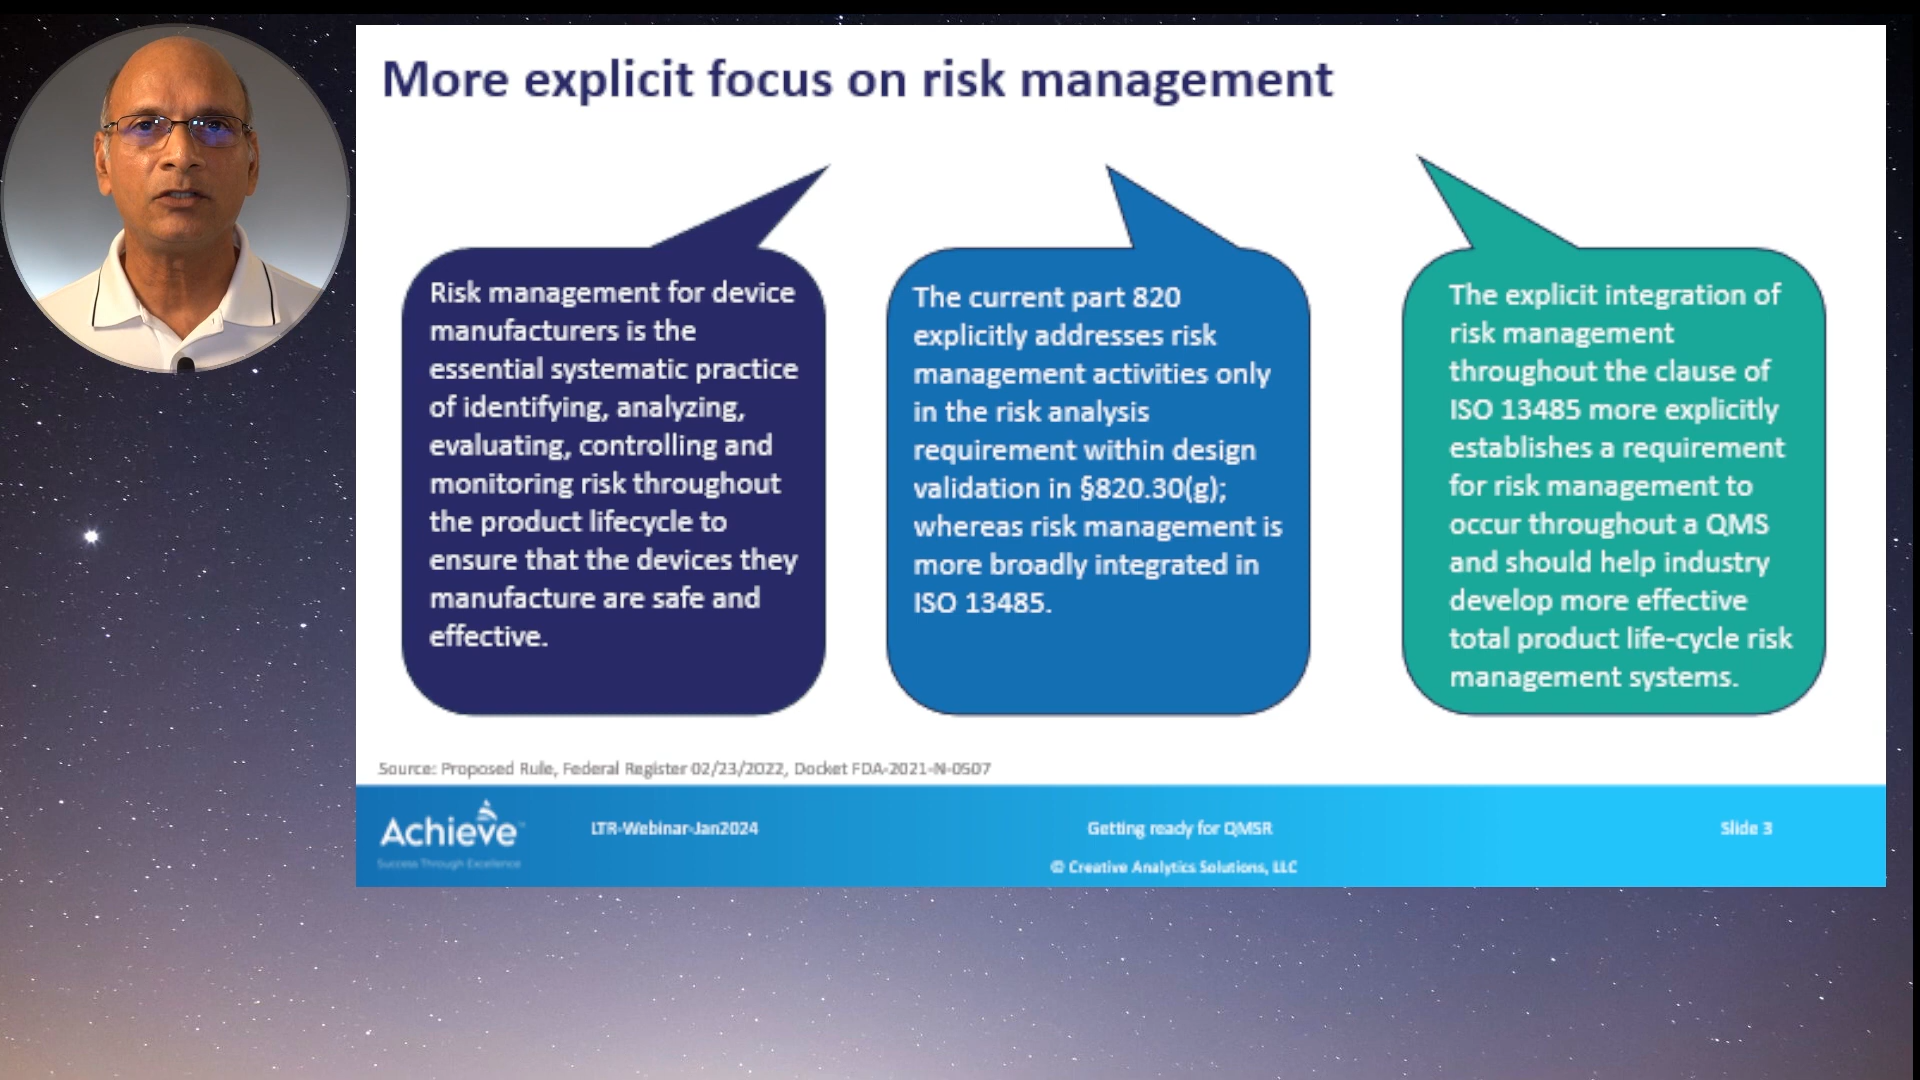 More explicit focus on risk management
Risk management for device
manufacturers is the
essential systematic practice
of identifying, analyzing,
evaluating, controlling and
monitoring risk throughout
the product lifecycle to
ensure that the devices they
manufacture are safe and
effective.
The current part 820
explicitly addresses risk
management activities only
in the risk analysis
requirement within design
validation in §820.30(g);
whereas risk management is
more broadly integrated in
ISO 13485.
The explicit integration of
risk management
throughout the clause of
ISO 13485 more explicitly
establishes a requirement
for risk management to
occur throughout a QMS
and should help industry
develop more effective
total product life-cycle risk
management systems.
Source: Proposed Rule, Federal Register 02/23/2022, Docket FDA-2021-N-0507
Achieve™
Success Through Excellence
LTR-Webinar-Jan2024
Getting ready for QMSR
© Creative Analytics Solutions, LLC
Slide 3